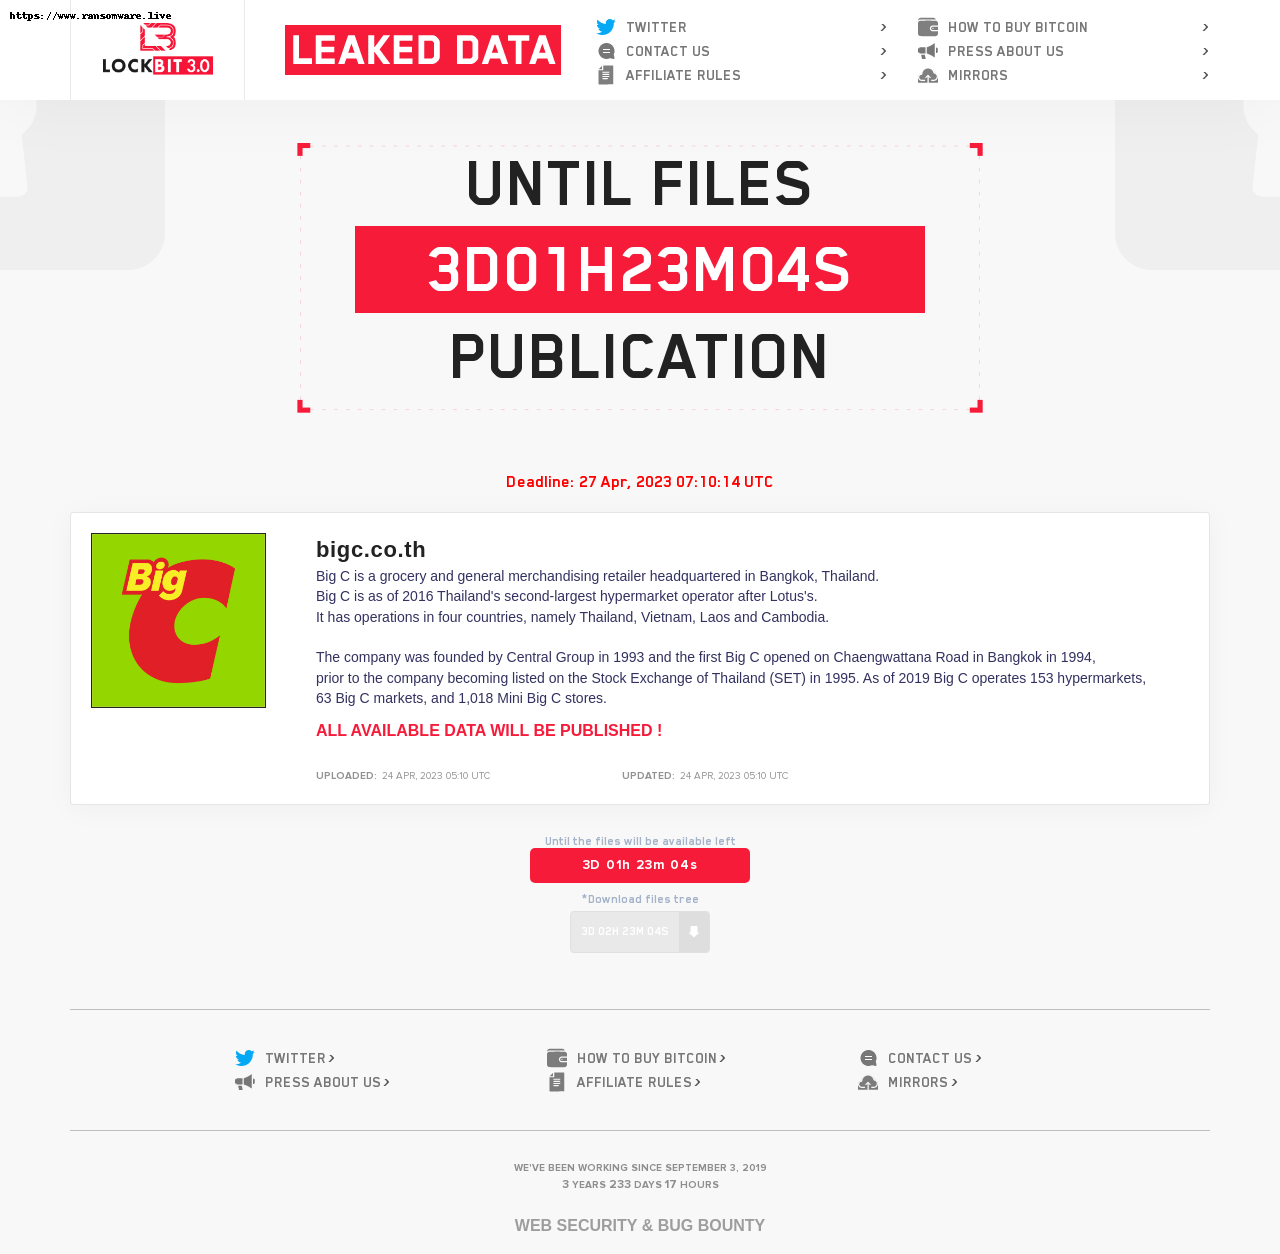 https://www.ransomware.live
LOCKBIT 3.0
LEAKED DATA
TWITTER
CONTACT US
AFFILIATE RULES
HOW TO BUY BITCOIN
PRESS ABOUT US
MIRRORS
UNTIL FILES
3D01H23M04S
PUBLICATION
Deadline: 27 Apr, 2023 07:10:14 UTC
Big C
bigc.co.th
Big C is a grocery and general merchandising retailer headquartered in Bangkok, Thailand.
Big C is as of 2016 Thailand's second-largest hypermarket operator after Lotus's.
It has operations in four countries, namely Thailand, Vietnam, Laos and Cambodia.
The company was founded by Central Group in 1993 and the first Big C opened on Chaengwattana Road in Bangkok in 1994,
prior to the company becoming listed on the Stock Exchange of Thailand (SET) in 1995. As of 2019 Big C operates 153 hypermarkets,
63 Big C markets, and 1,018 Mini Big C stores.
ALL AVAILABLE DATA WILL BE PUBLISHED !
UPLOADED: 24 APR, 2023 05:10 UTC
UPDATED: 24 APR, 2023 05:10 UTC
Until the files will be available left
3D 01h 23m 04s
*Download files tree
3D 02H 23M 04S
TWITTER
HOW TO BUY BITCOIN
CONTACT US
PRESS ABOUT US
AFFILIATE RULES
MIRRORS
WE'VE BEEN WORKING SINCE SEPTEMBER 3, 2019
3 YEARS 233 DAYS 17 HOURS
WEB SECURITY & BUG BOUNTY